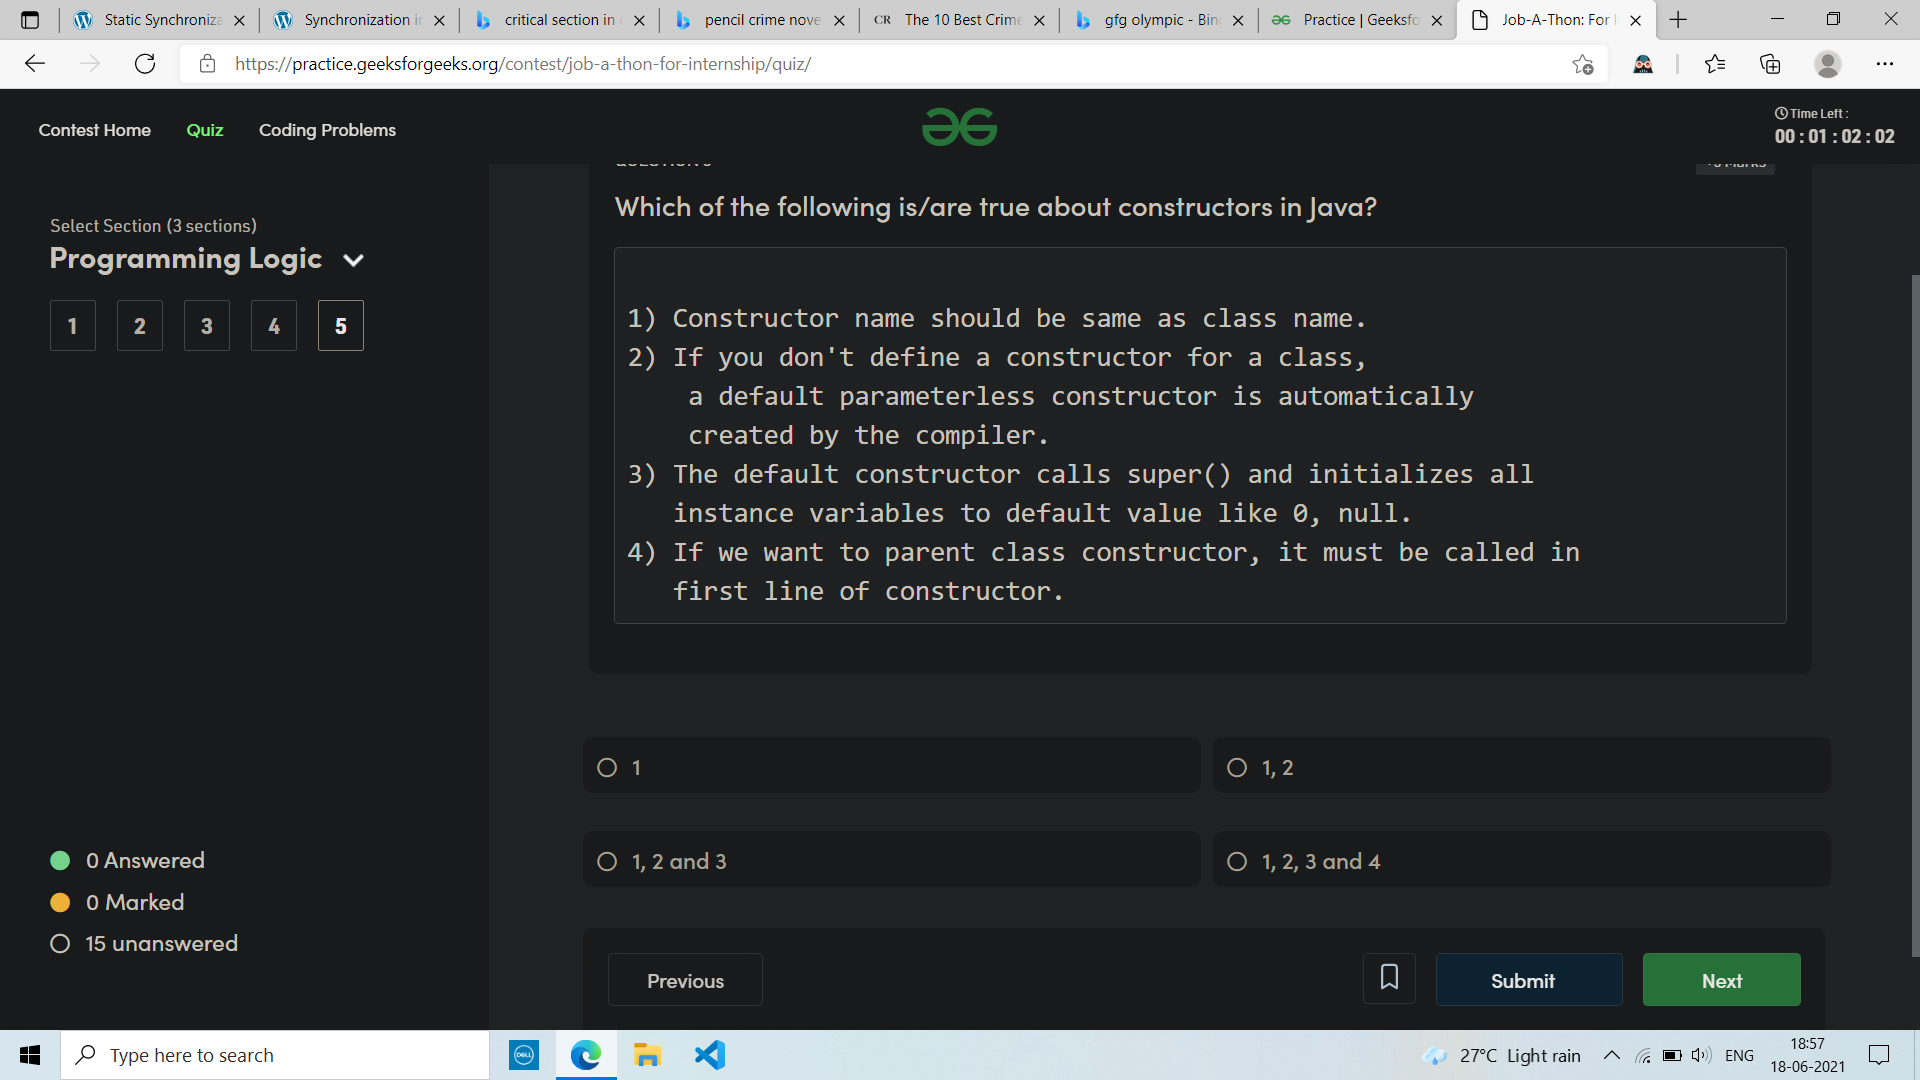 Static Synchroniza
Synchronization i
critical section in
pencil crime nove
CR The 10 Best Crime
gfg olympic - Bin
Practice | Geeksfo
Job-A-Thon: For
https://practice.geeksforgeeks.org/contest/job-a-thon-for-internship/quiz/
Contest Home
Quiz
Coding Problems
Time Left :
00 : 01 : 02 : 02
Select Section (3 sections)
Programming Logic
1 2 3 4 5
Which of the following is/are true about constructors in Java?
1) Constructor name should be same as class name.
2) If you don't define a constructor for a class,
a default parameterless constructor is automatically
created by the compiler.
3) The default constructor calls super() and initializes all
instance variables to default value like 0, null.
4) If we want to parent class constructor, it must be called in
first line of constructor.
1
1, 2
1, 2 and 3
1, 2, 3 and 4
0 Answered
0 Marked
15 unanswered
Previous
Submit
Next
Type here to search
DELL
27°C Light rain
ENG
18:57
18-06-2021